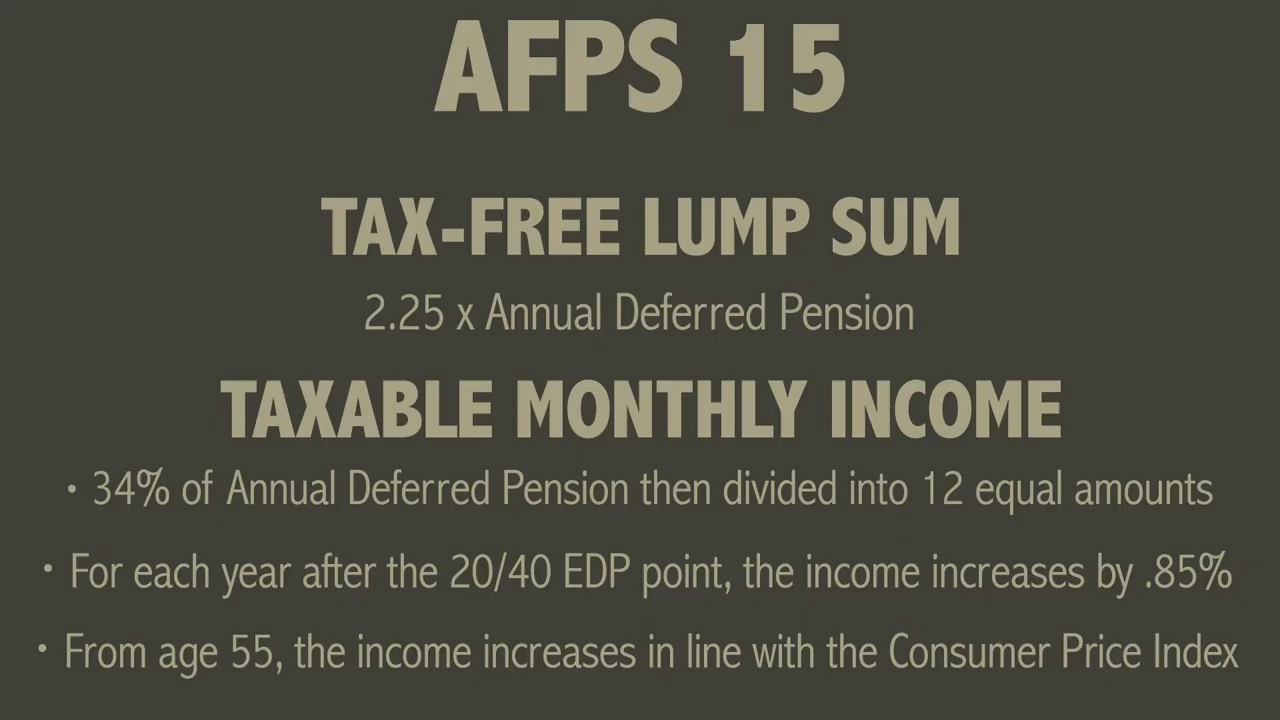 AFPS 15
TAX-FREE LUMP SUM
2.25 x Annual Deferred Pension
TAXABLE MONTHLY INCOME
• 34% of Annual Deferred Pension then divided into 12 equal amounts
• For each year after the 20/40 EDP point, the income increases by .85%
• From age 55, the income increases in line with the Consumer Price Index